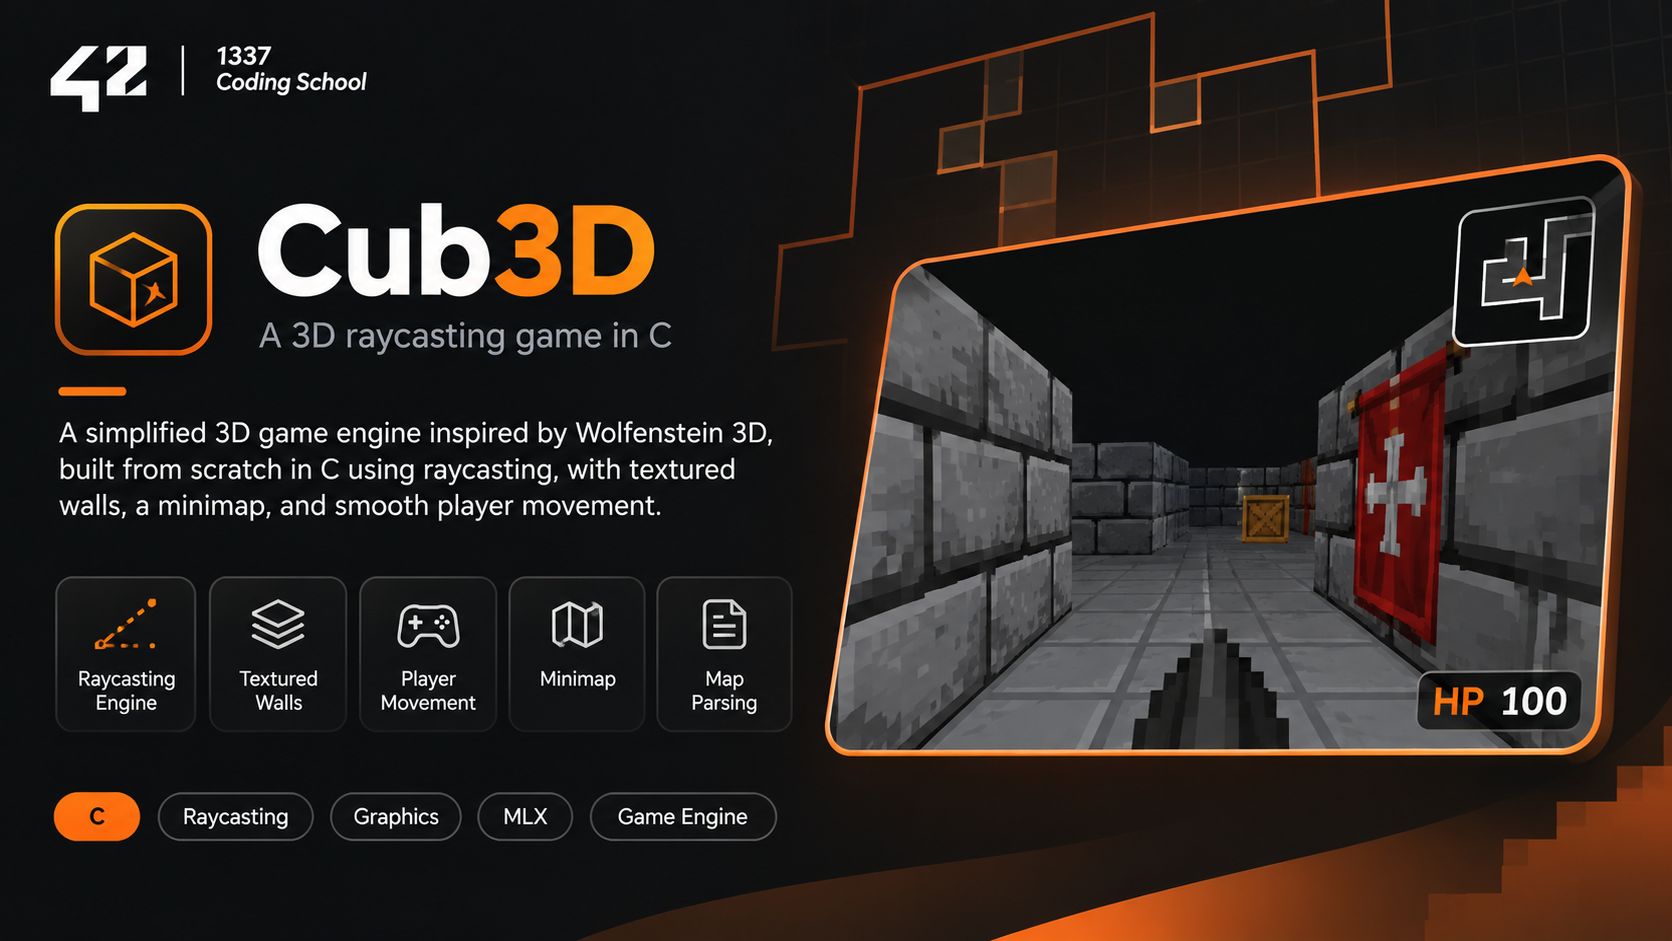 42
1337
Coding School
Cub3D
A 3D raycasting game in C
A simplified 3D game engine inspired by Wolfenstein 3D,
built from scratch in C using raycasting, with textured
walls, a minimap, and smooth player movement.
Raycasting
Engine
Textured
Walls
Player
Movement
Minimap
Map
Parsing
C
Raycasting
Graphics
MLX
Game Engine
HP 100